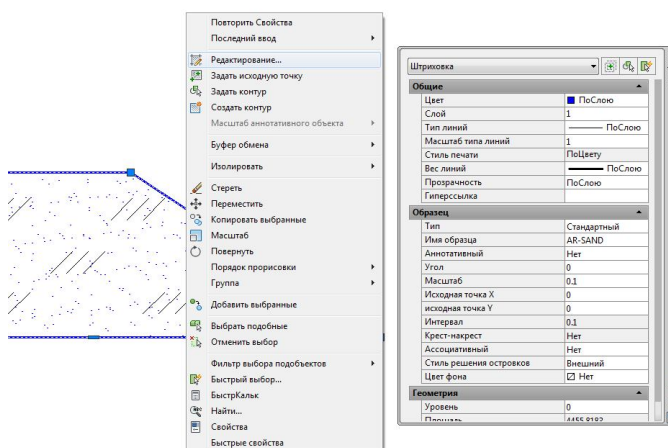 Повторить Свойства
Последний ввод
Редактирование...
Задать исходную точку
Задать контур
Создать контур
Масштаб аннотативного объекта
Буфер обмена
Изолировать
Стереть
Переместить
Копировать выбранные
Масштаб
Повернуть
Порядок прорисовки
Группа
Добавить выбранные
Выбрать подобные
Отменить выбор
Фильтр выбора подобъектов
Быстрый выбор...
БыстрКальк
Найти...
Свойства
Быстрые свойства
Штриховка
Общие
Цвет ПоСлою
Слой 1
Тип линий ПоСлою
Масштаб типа линий 1
Стиль печати ПоЦвету
Вес линий ПоСлою
Прозрачность ПоСлою
Гиперссылка
Образец
Тип Стандартный
Имя образца AR-SAND
Аннотативный Нет
Угол 0
Масштаб 0.1
Исходная точка X 0
исходная точка Y 0
Интервал 0.1
Крест-накрест Нет
Ассоциативный Нет
Стиль решения островков Внешний
Цвет фона Нет
Геометрия
Уровень 0
Площадь 4455.8183